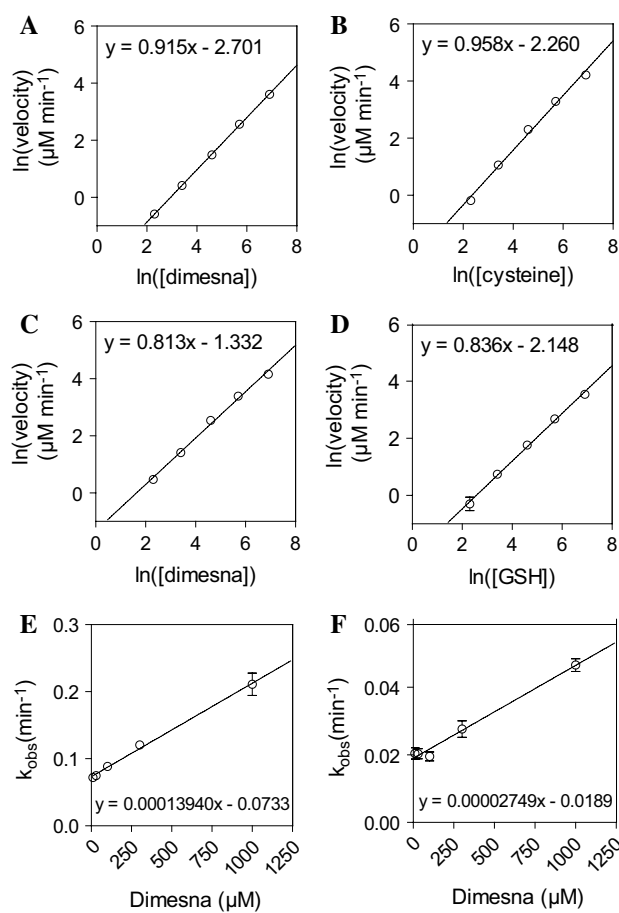 A
y = 0.915x - 2.701
ln(velocity)
(µM min-1)
6
4
2
0
0 2 4 6 8
ln([dimesna])
B
y = 0.958x - 2.260
ln(velocity)
(µM min-1)
6
4
2
0
0 2 4 6 8
ln([cysteine])
C
y = 0.813x - 1.332
ln(velocity)
(µM min-1)
6
4
2
0
0 2 4 6 8
ln([dimesna])
D
y = 0.836x - 2.148
ln(velocity)
(µM min-1)
6
4
2
0
0 2 4 6 8
ln([GSH])
E
kobs(min-1)
0.3
0.2
0.1
0.0
y = 0.00013940x - 0.0733
0 250 500 750 1000 1250
Dimesna (µM)
F
kobs(min-1)
0.06
0.04
0.02
0.00
y = 0.00002749x - 0.0189
0 250 500 750 1000 1250
Dimesna (µM)